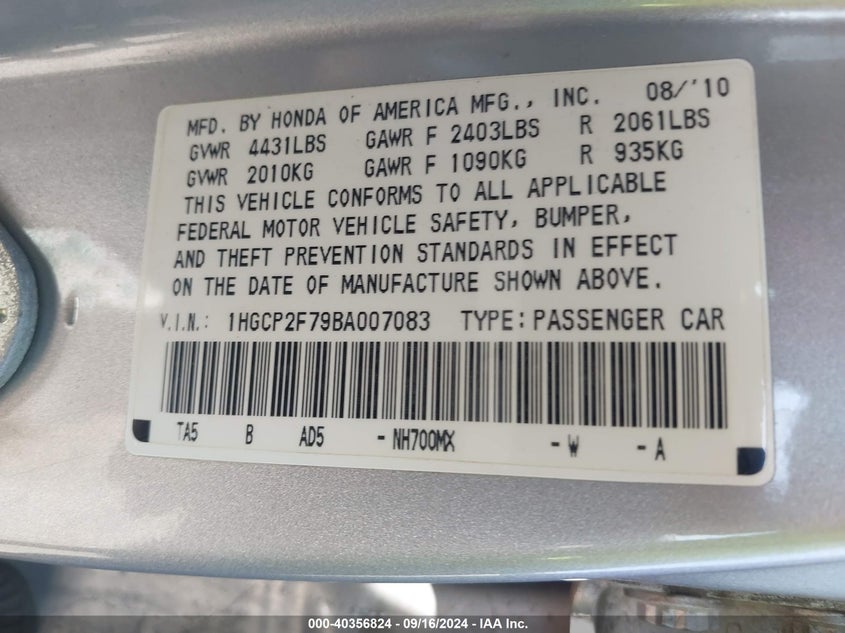 MFD. BY HONDA OF AMERICA MFG., INC. 08/'10
GVWR 4431LBS GAWR F 2403LBS R 2061LBS
GVWR 2010KG GAWR F 1090KG R 935KG
THIS VEHICLE CONFORMS TO ALL APPLICABLE
FEDERAL MOTOR VEHICLE SAFETY, BUMPER,
AND THEFT PREVENTION STANDARDS IN EFFECT
ON THE DATE OF MANUFACTURE SHOWN ABOVE.
V.I.N.: 1HGCP2F79BA007083 TYPE: PASSENGER CAR
TA5 B AD5 - NH700MX - W - A
000-40356824 - 09/16/2024 - IAA Inc.